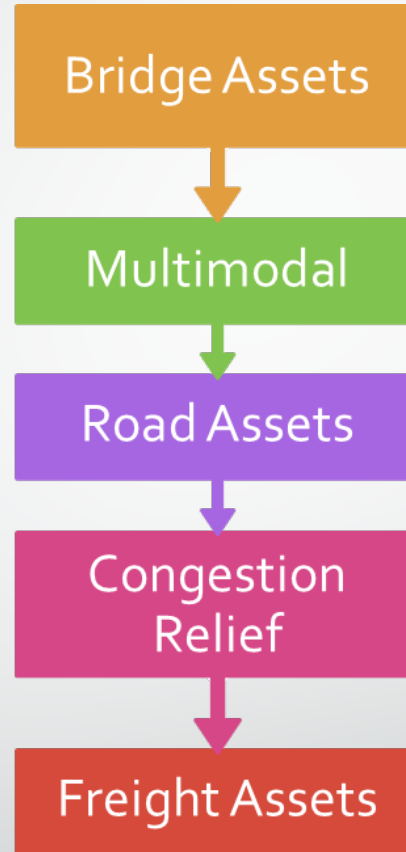 Bridge Assets
Multimodal
Road Assets
Congestion
Relief
Freight Assets